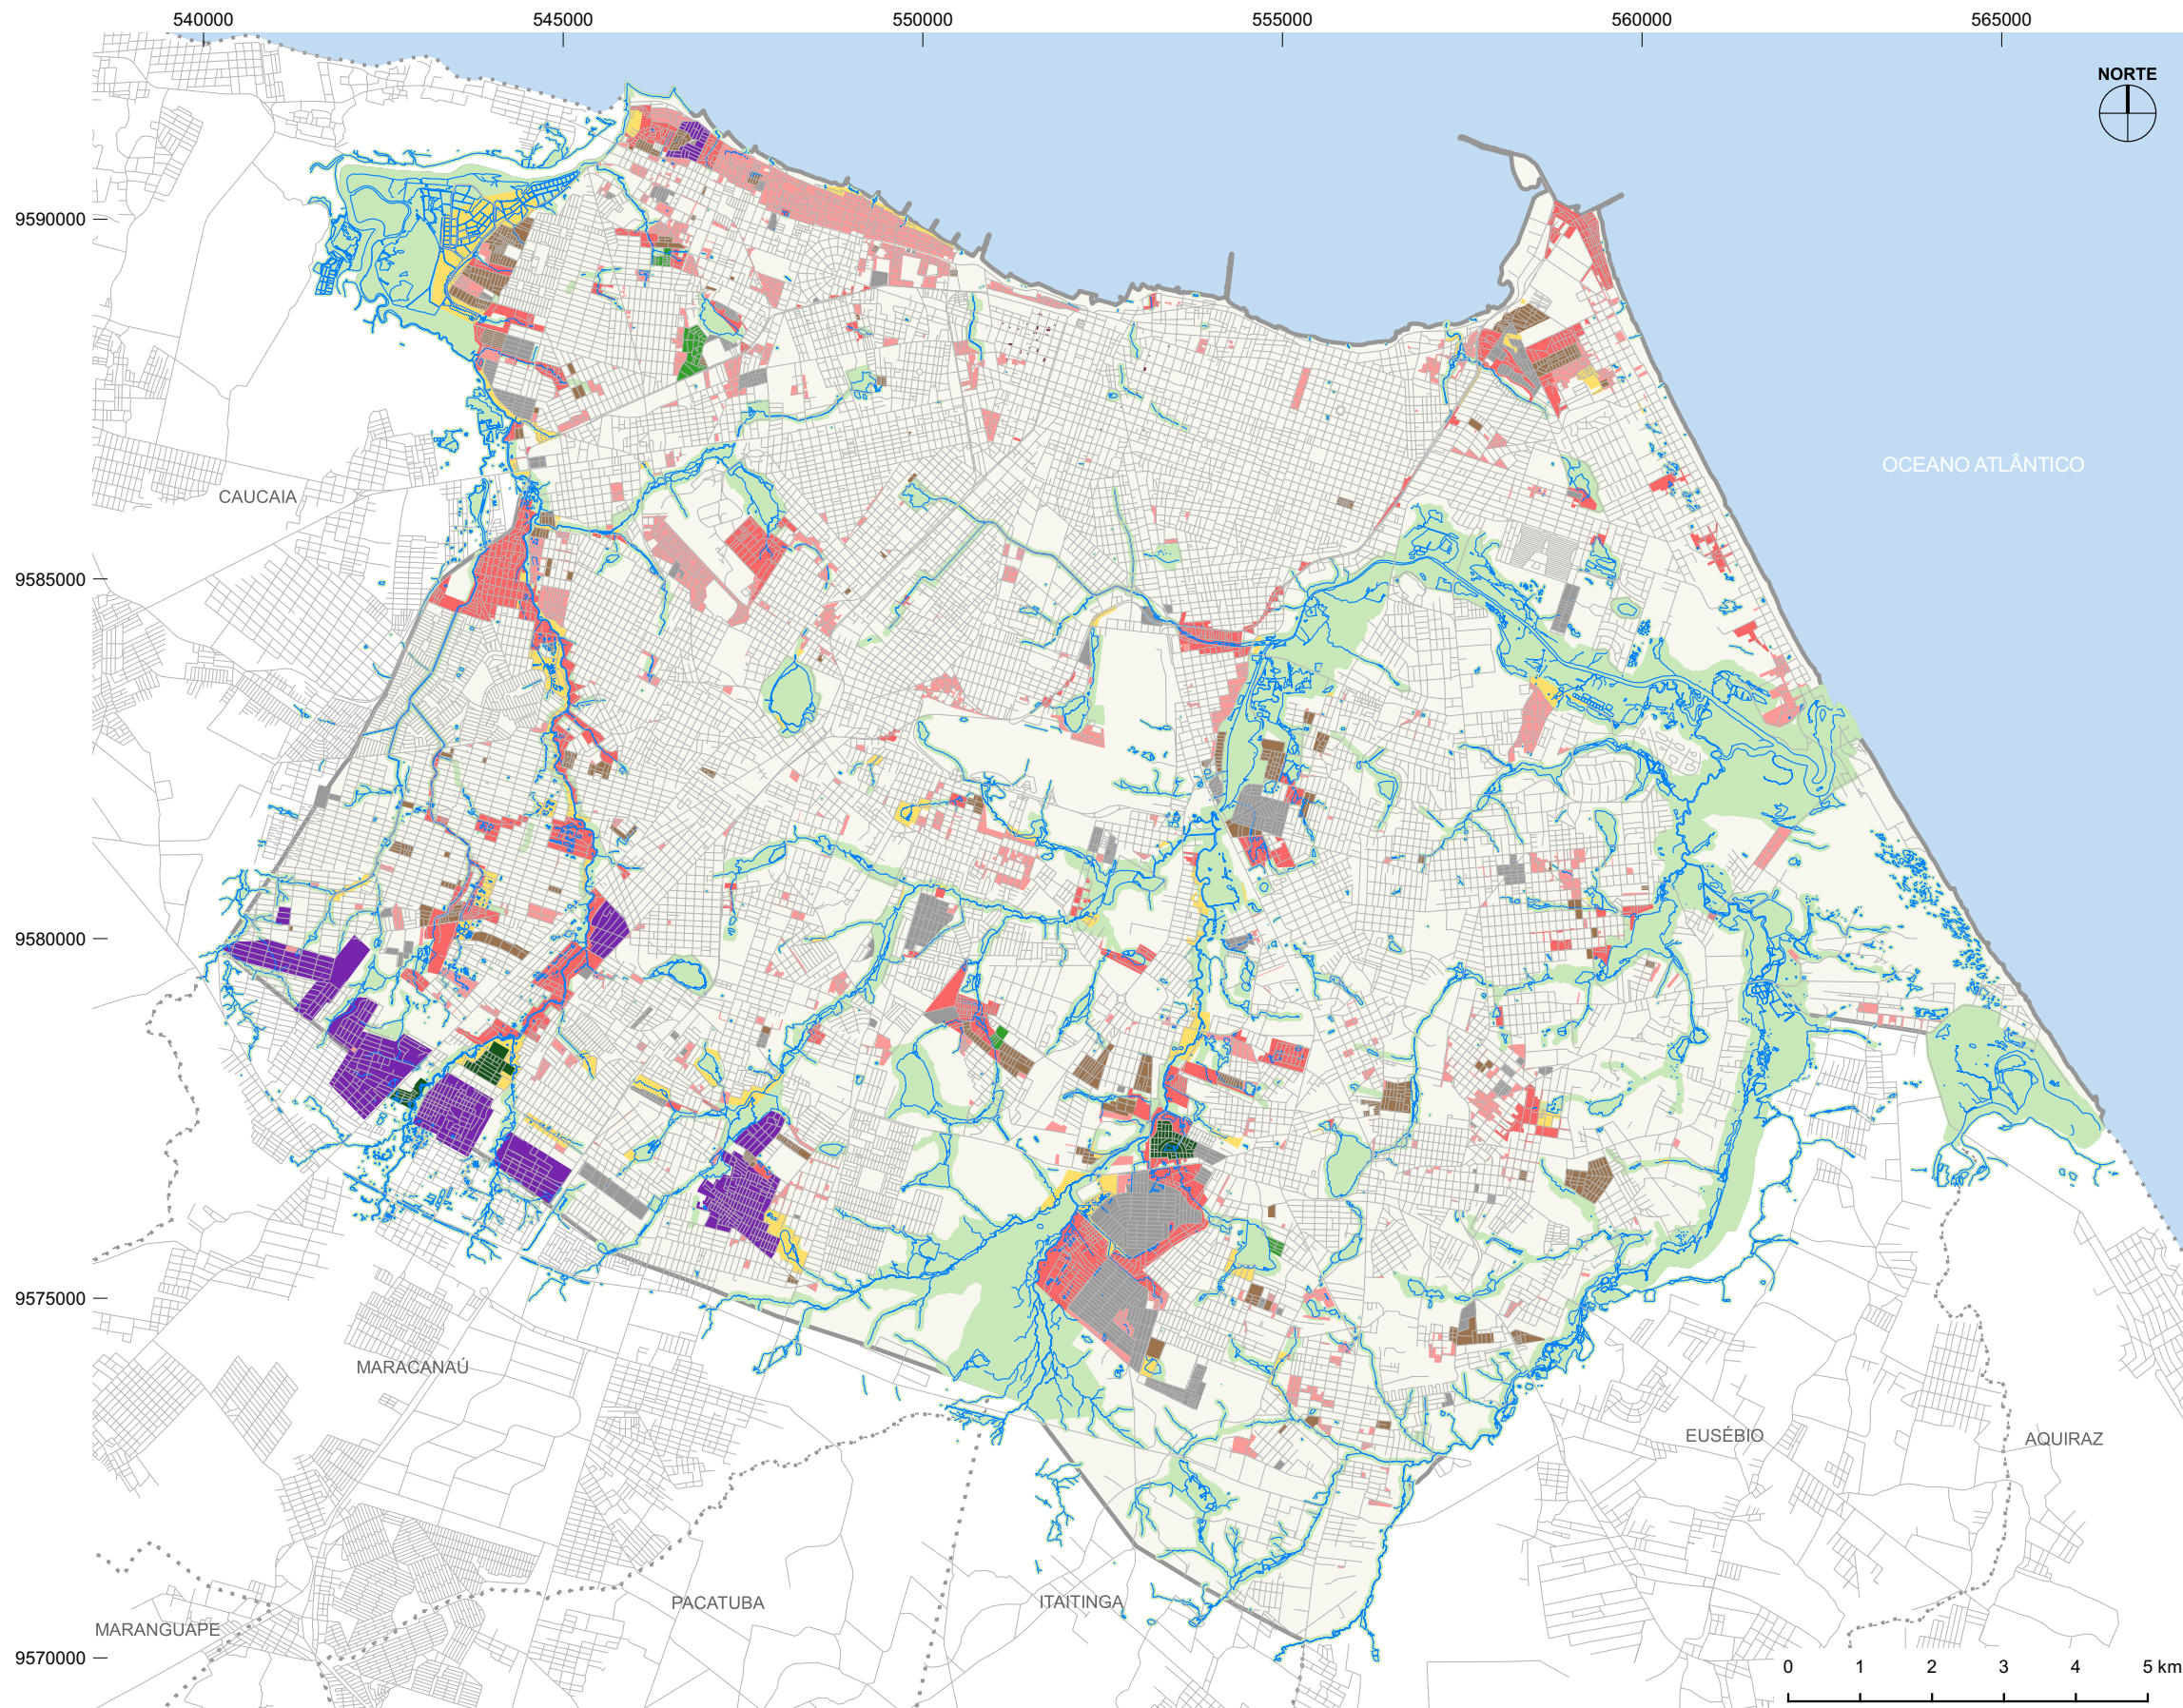 540000 545000 550000 555000 560000 565000
NORTE
9590000
OCEANO ATLÂNTICO
CAUCAIA
9585000
9580000
9575000
MARACANAÚ
EUSÉBIO
AQUIRAZ
PACATUBA
ITAITINGA
MARANGUAPE
9570000
0 1 2 3 4 5 km